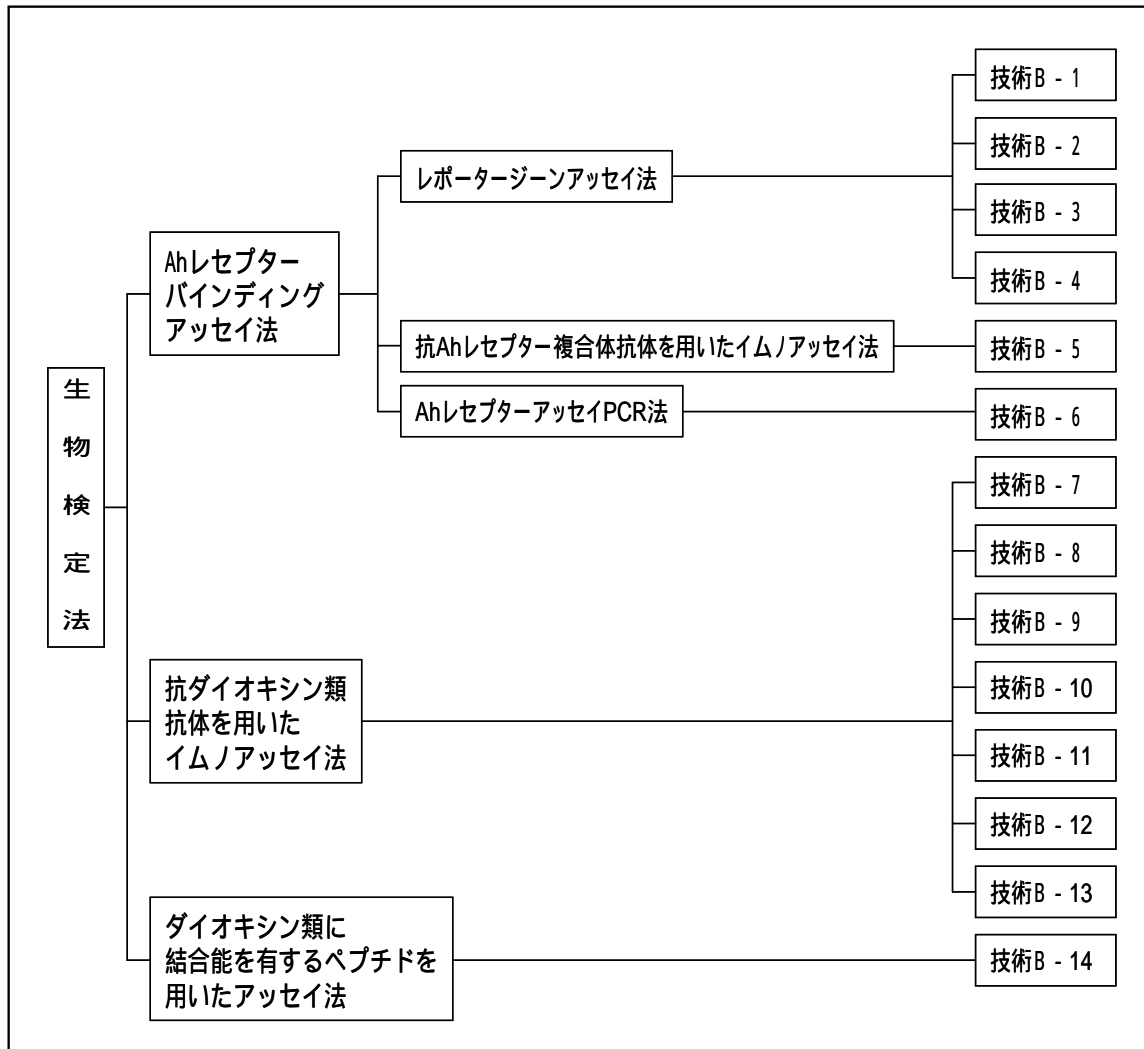 生物検定法
Ahレセプター
バインディング
アッセイ法
レポータージーンアッセイ法
技術B - 1
技術B - 2
技術B - 3
技術B - 4
抗Ahレセプター複合体抗体を用いたイムノアッセイ法
技術B - 5
AhレセプターアッセイPCR法
技術B - 6
抗ダイオキシン類
抗体を用いた
イムノアッセイ法
技術B - 7
技術B - 8
技術B - 9
技術B - 10
技術B - 11
技術B - 12
技術B - 13
ダイオキシン類に
結合能を有するペプチドを
用いたアッセイ法
技術B - 14